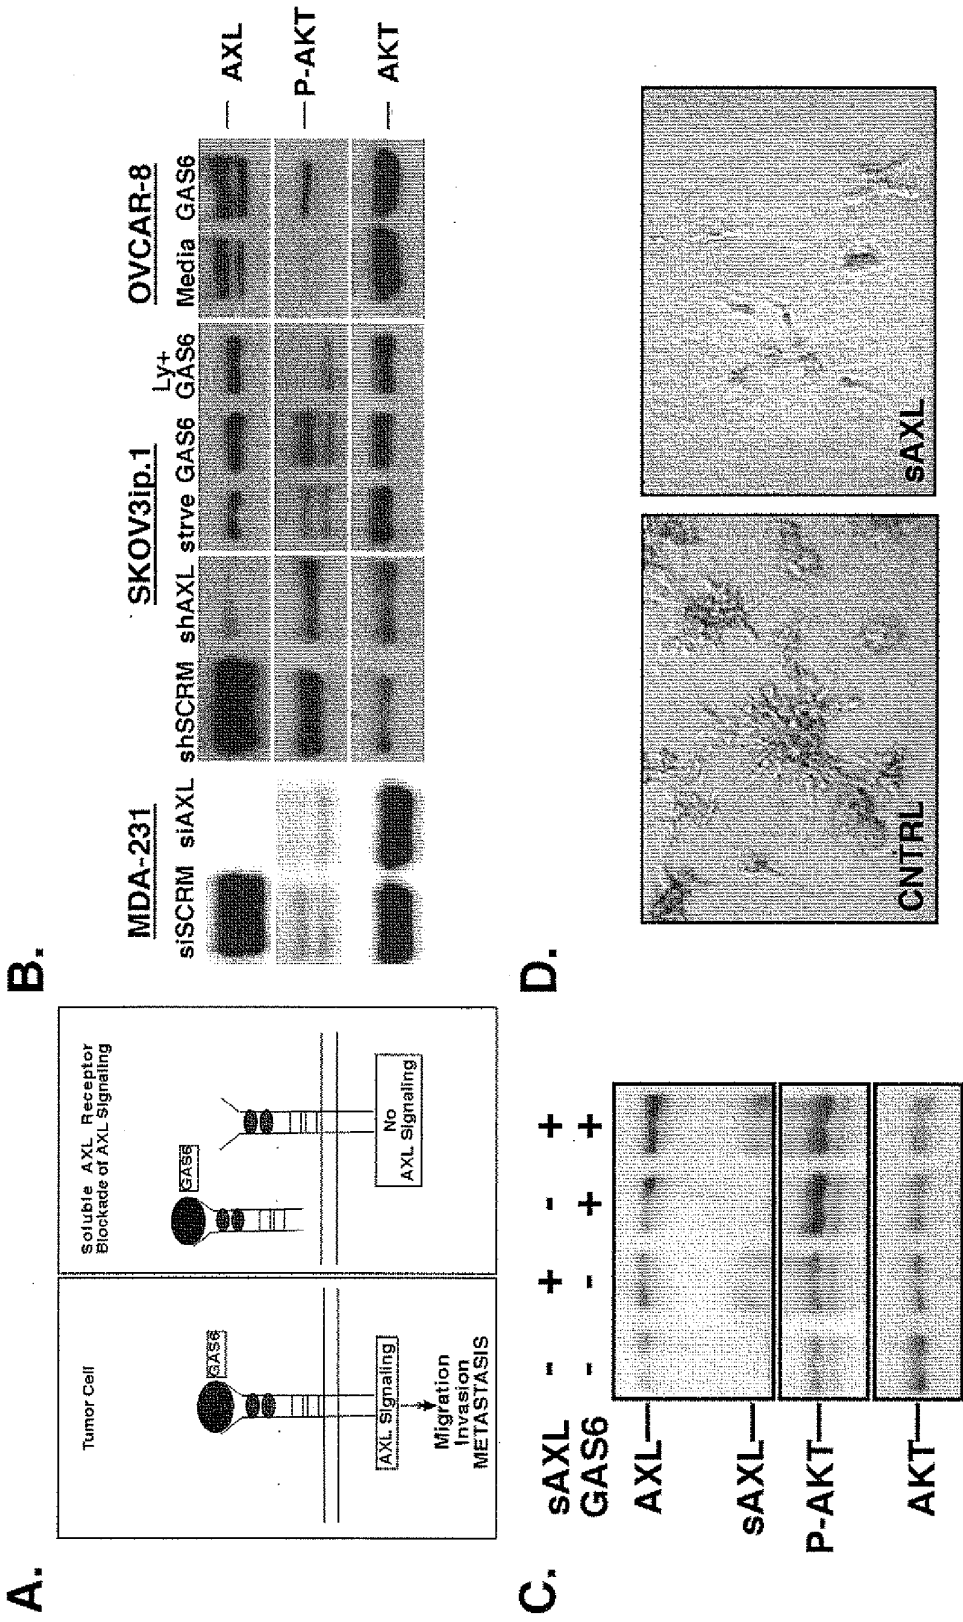 A.
Tumor Cell
GAS6
AXL Signaling
Migration
Invasion
METASTASIS
Soluble AXL Receptor
Blockade of AXL Signaling
GAS6
No
AXL Signaling
B.
MDA-231
SKOV3ip.1
OVCAR-8
siSCRM siAXL
shSCRM shAXL strve GAS6
Ly+
GAS6
Media GAS6
AXL
P-AKT
AKT
C.
sAXL - + - +
GAS6 - - + +
AXL
sAXL
P-AKT
AKT
D.
CNTRL
sAXL